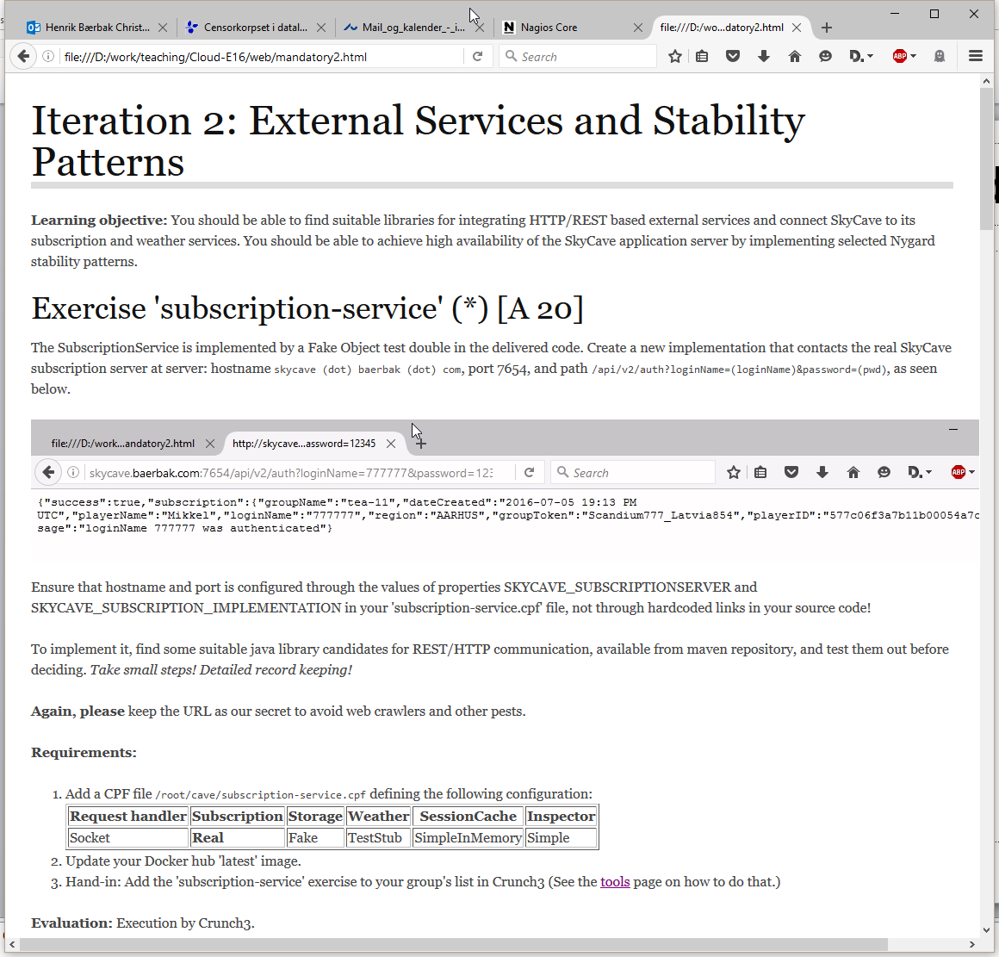 Henrik Bærbak Christ...
Censorkorpset i datal...
Mail_og_kalender_-_i...
Nagios Core
file:///D:/wo...datory2.html
file:///D:/work/teaching/Cloud-E16/web/mandatory2.html
Search
D.
ABP
Iteration 2: External Services and Stability
Patterns
Learning objective: You should be able to find suitable libraries for integrating HTTP/REST based external services and connect SkyCave to its
subscription and weather services. You should be able to achieve high availability of the SkyCave application server by implementing selected Nygard
stability patterns.
Exercise 'subscription-service' (*) [A 20]
The SubscriptionService is implemented by a Fake Object test double in the delivered code. Create a new implementation that contacts the real SkyCave
subscription server at server: hostname skycave (dot) baerbak (dot) com, port 7654, and path /api/v2/auth?loginName=(loginName)&password=(pwd), as seen
below.
file:///D:/work...andatory2.html
http://skycave...assword=12345
skycave.baerbak.com:7654/api/v2/auth?loginName=777777&password=123
Search
D.
ABP
{"success":true,"subscription":{"groupName":"tea-11","dateCreated":"2016-07-05 19:13 PM
UTC","playerName":"Mikkel","loginName":"777777","region":"AARHUS","groupToken":"Scandium777_Latvia854","playerID":"577c06f3a7b11b00054a7c
sage":"loginName 777777 was authenticated"}
Ensure that hostname and port is configured through the values of properties SKYCAVE_SUBSCRIPTIONSERVER and
SKYCAVE_SUBSCRIPTION_IMPLEMENTATION in your 'subscription-service.cpf' file, not through hardcoded links in your source code!
To implement it, find some suitable java library candidates for REST/HTTP communication, available from maven repository, and test them out before
deciding. Take small steps! Detailed record keeping!
Again, please keep the URL as our secret to avoid web crawlers and other pests.
Requirements:
1. Add a CPF file /root/cave/subscription-service.cpf defining the following configuration:
Request handler Subscription Storage Weather SessionCache Inspector
Socket Real Fake TestStub SimpleInMemory Simple
2. Update your Docker hub 'latest' image.
3. Hand-in: Add the 'subscription-service' exercise to your group's list in Crunch3 (See the tools page on how to do that.)
Evaluation: Execution by Crunch3.